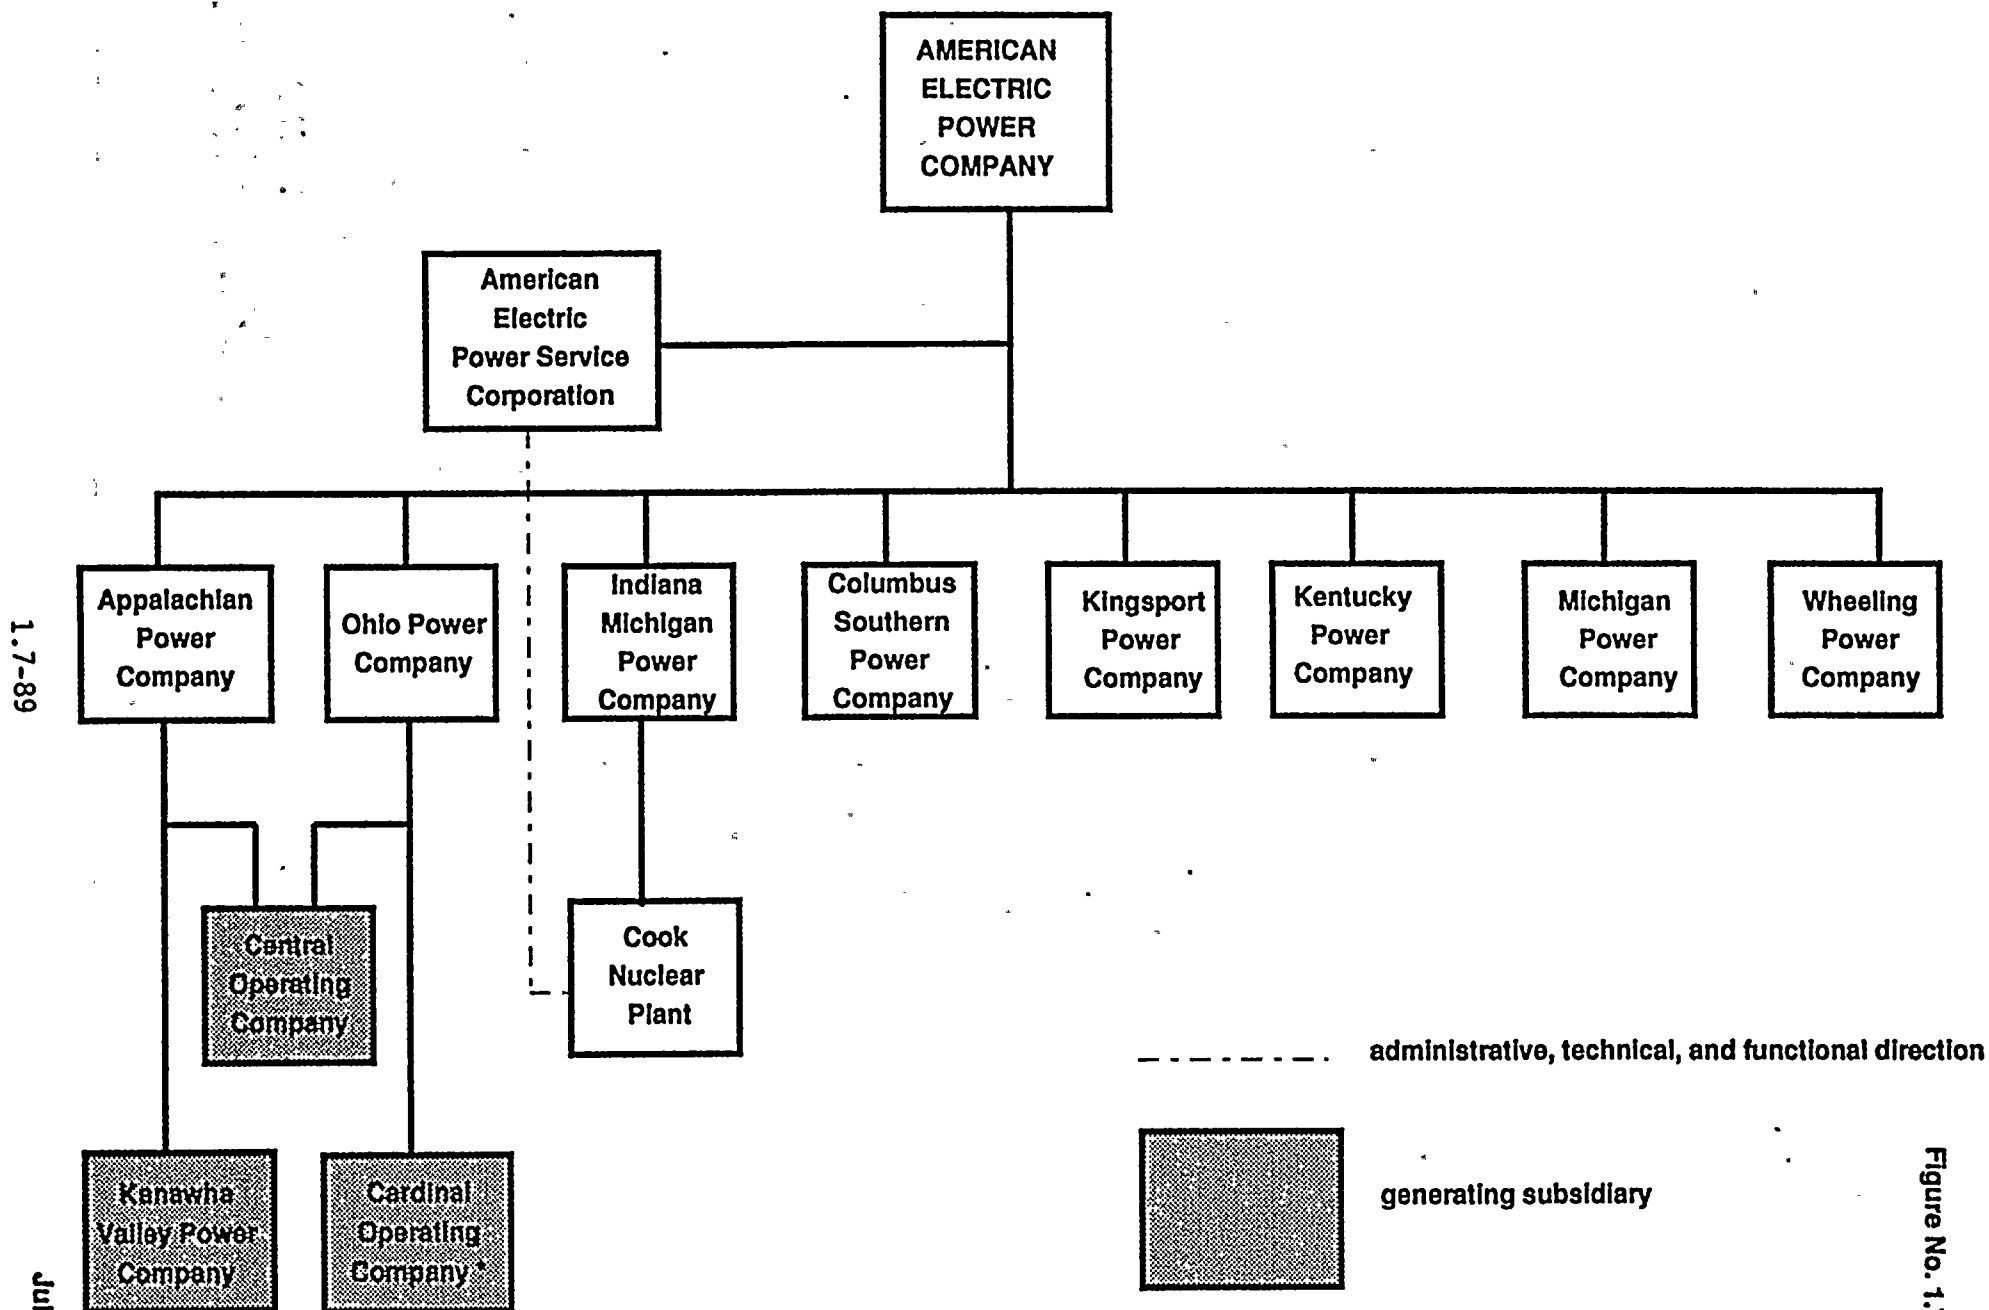 AMERICAN
ELECTRIC
POWER
COMPANY
American
Electric
Power Service
Corporation
Appalachian
Power
Company
Ohio Power
Company
Indiana
Michigan
Power
Company
Columbus
Southern
Power
Company
Kingsport
Power
Company
Kentucky
Power
Company
Michigan
Power
Company
Wheeling
Power
Company
Central
Operating
Company
Cook
Nuclear
Plant
Kanawha
Valley Power
Company
Cardinal
Operating
Company *
administrative, technical, and functional direction
generating subsidiary
1.7-89
Figure No. 1.